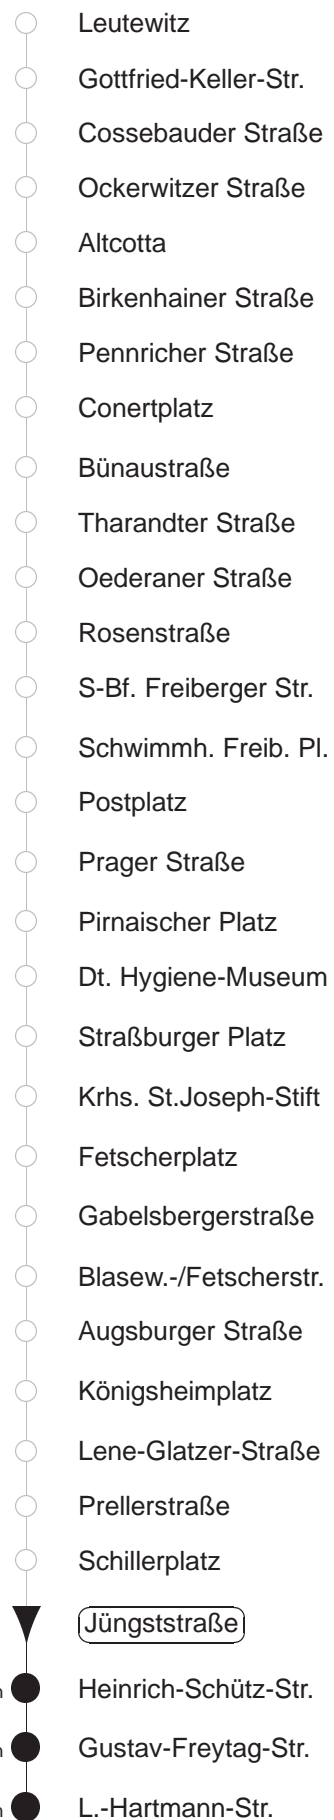 Leutewitz
Gottfried-Keller-Str.
Cossebauder Straße
Ockerwitzer Straße
Altcotta
Birkenhainer Straße
Pennricher Straße
Conertplatz
Bünaustraße
Tharandter Straße
Oederaner Straße
Rosenstraße
S-Bf. Freiberger Str.
Schwimmh. Freib. Pl.
Postplatz
Prager Straße
Pirnaischer Platz
Dt. Hygiene-Museum
Straßburger Platz
Krhs. St.Joseph-Stift
Fetscherplatz
Gabelsbergerstraße
Blasew.-/Fetscherstr.
Augsburger Straße
Königsheimplatz
Lene-Glatzer-Straße
Prellerstraße
Schillerplatz
Jüngststraße
Heinrich-Schütz-Str.
Gustav-Freytag-Str.
L.-Hartmann-Str.